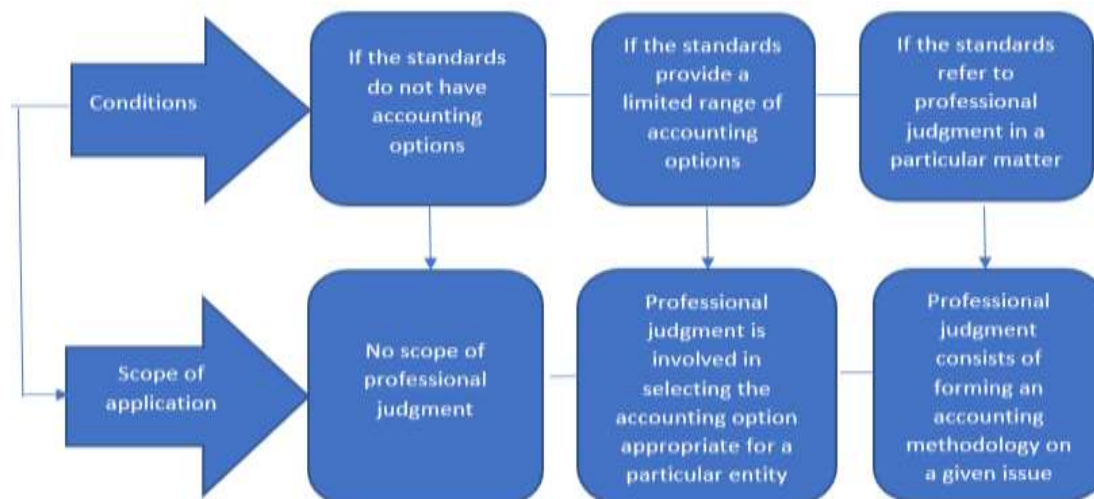 Conditions
If the standards
do not have
accounting
options
If the standards
provide a
limited range of
accounting
options
If the standards
refer to
professional
judgment in a
particular matter
Scope of
application
No scope of
professional
judgment
Professional
judgment is
involved in
selecting the
accounting option
appropriate for a
particular entity
Professional
judgment
consists of
forming an
accounting
methodology on
a given issue